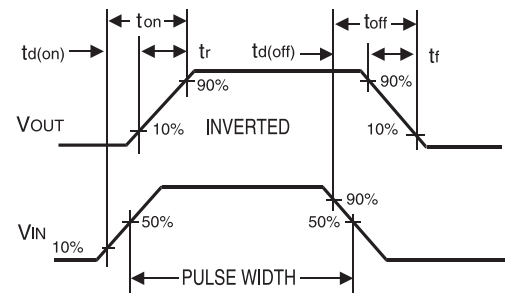 ton toff
td(on) tr td(off) tf
90% 90%
VOUT 10% INVERTED 10%
90%
50% 50%
VIN 10%
PULSE WIDTH